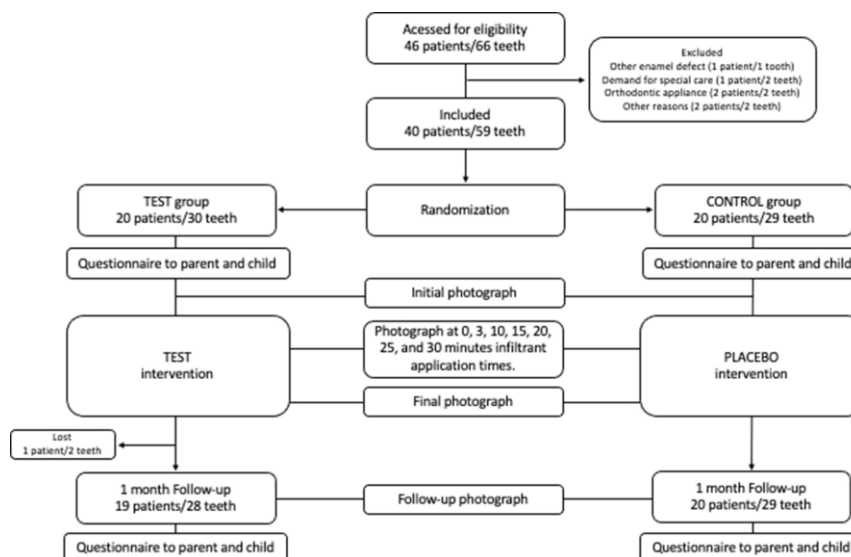 Acessed for eligibility
46 patients/66 teeth
Excluded
Other enamel defect (1 patient/1 tooth)
Demand for special care (1 patient/2 teeth)
Orthodontic appliance (2 patients/2 teeth)
Other reasons (2 patients/2 teeth)
Included
40 patients/59 teeth
TEST group
20 patients/30 teeth
Randomization
CONTROL group
20 patients/29 teeth
Questionnaire to parent and child
Questionnaire to parent and child
Initial photograph
TEST
intervention
Photograph at 0, 3, 10, 15, 20,
25, and 30 minutes infiltrant
application times.
PLACEBO
intervention
Final photograph
Lost
1 patient/2 teeth
1 month Follow-up
19 patients/28 teeth
Follow-up photograph
1 month Follow-up
20 patients/29 teeth
Questionnaire to parent and child
Questionnaire to parent and child